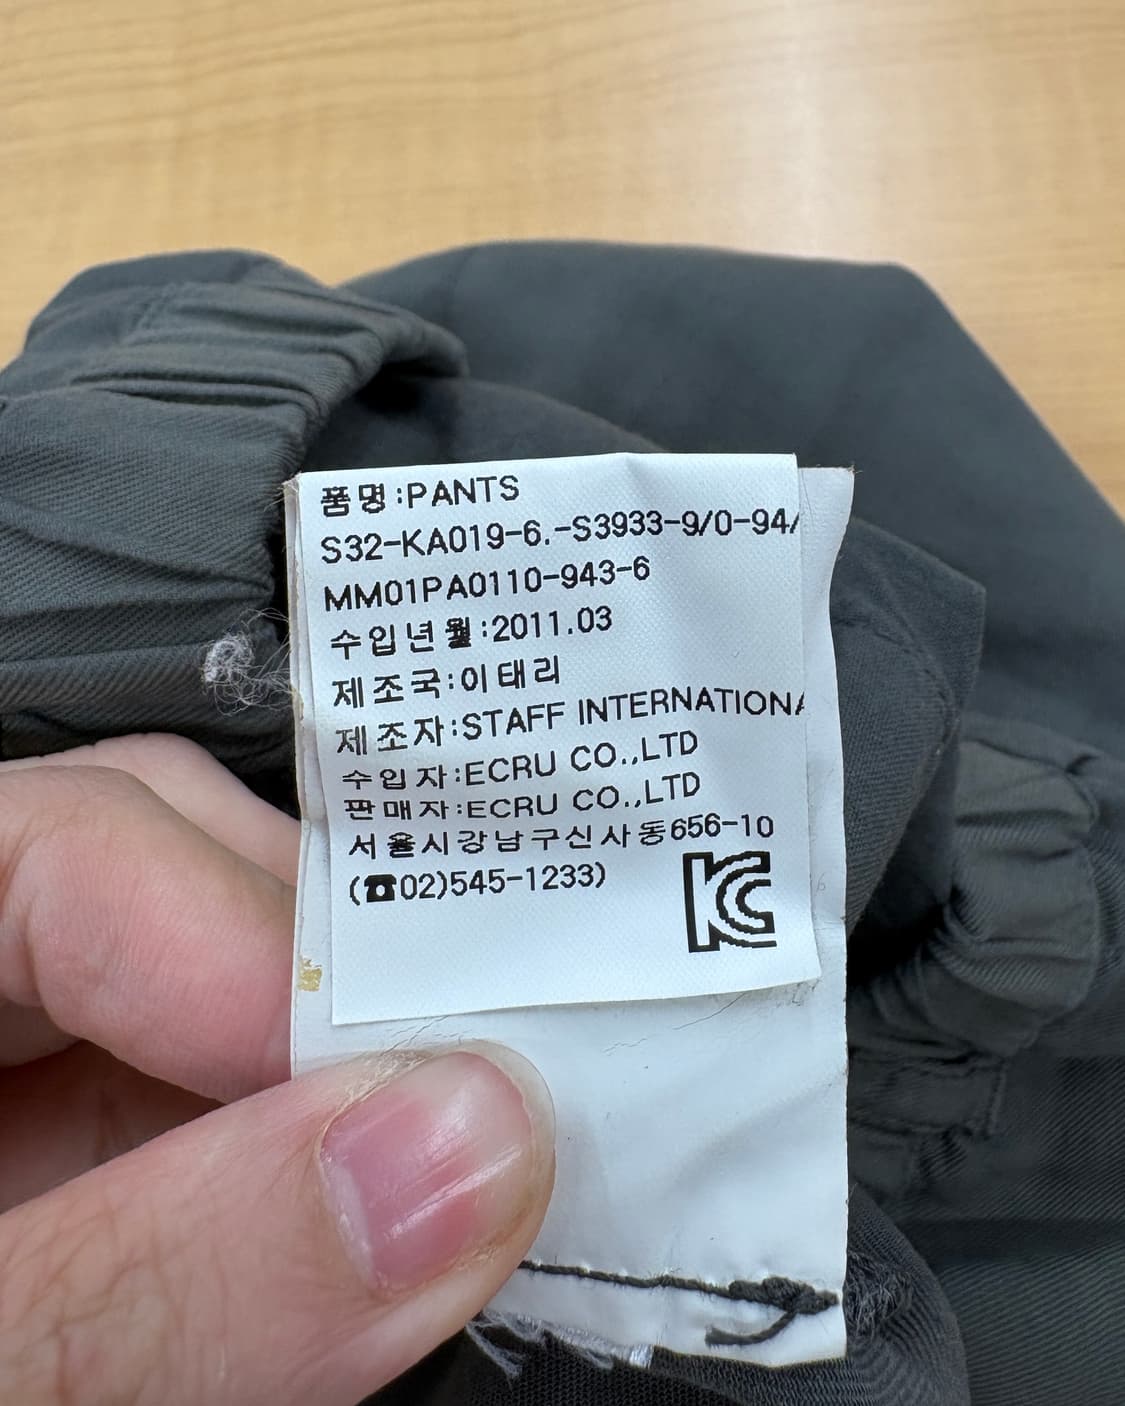 품명:PANTS
S32-KA019-6.-S3933-9/0-94/
MM01PA0110-943-6
수입년월:2011.03
제조국:이태리
제조자:STAFF INTERNATIONA
수입자:ECRU CO.,LTD
판매자:ECRU CO.,LTD
서울시강남구신사동656-10
(☎02)545-1233)
KC